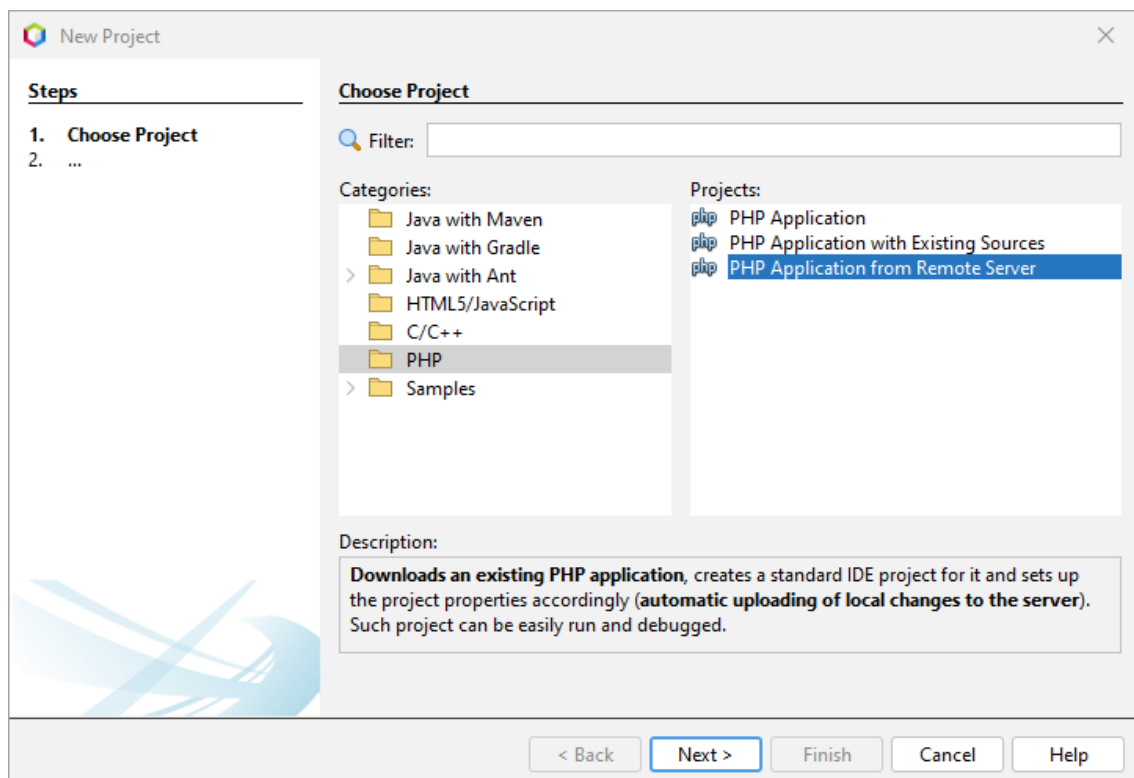 New Project
Steps
1. Choose Project
2. ...
Choose Project
Filter:
Categories:
Java with Maven
Java with Gradle
Java with Ant
HTML5/JavaScript
C/C++
PHP
Samples
Projects:
php PHP Application
php PHP Application with Existing Sources
php PHP Application from Remote Server
Description:
Downloads an existing PHP application, creates a standard IDE project for it and sets up
the project properties accordingly (automatic uploading of local changes to the server).
Such project can be easily run and debugged.
< Back Next > Finish Cancel Help